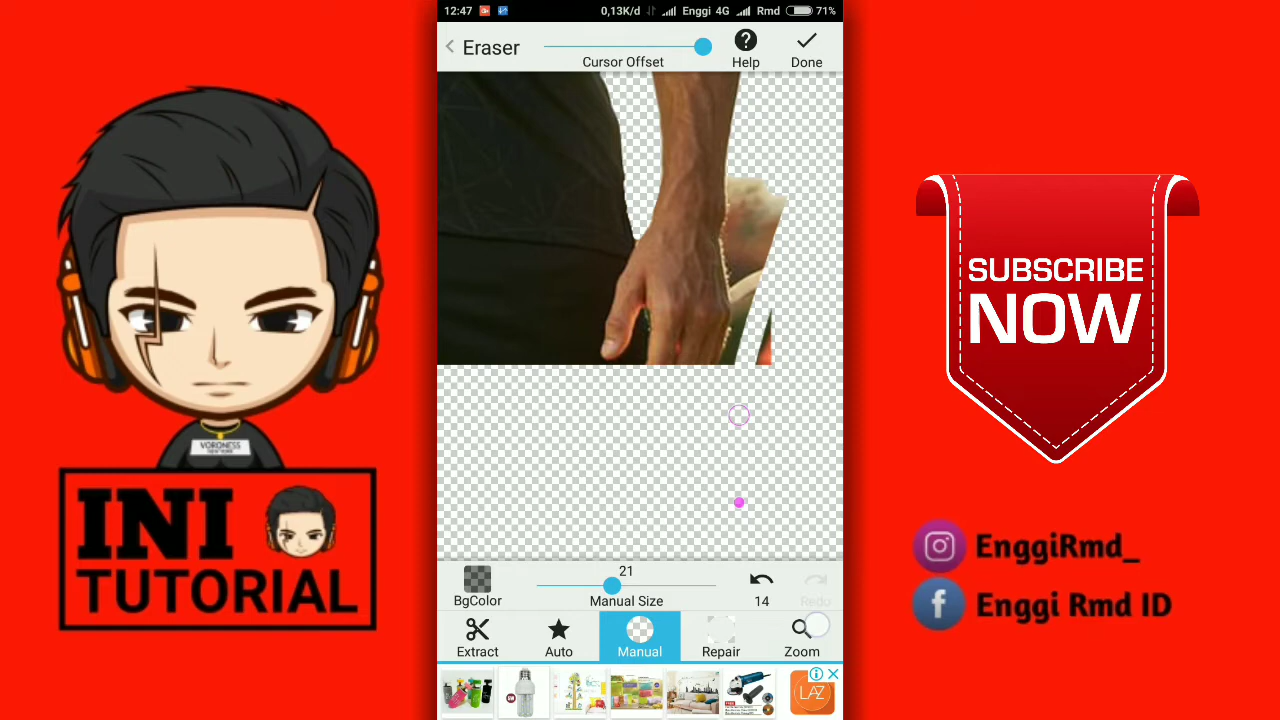 12:47
0,13K/d
Enggi 4G
Rmd
71%
Eraser
Cursor Offset
Help
Done
VORONESS
INI
TUTORIAL
SUBSCRIBE
NOW
EnggiRmd_
Enggi Rmd ID
BgColor
21
Manual Size
14
Redo
Extract
Auto
Manual
Repair
Zoom
LAZ